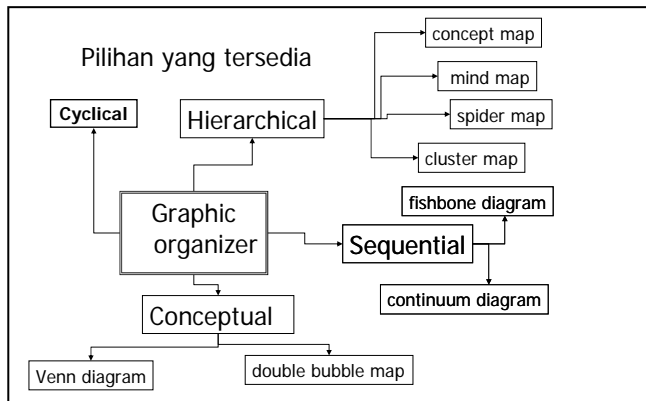 Pilihan yang tersedia
concept map
mind map
spider map
cluster map
Cyclical
Hierarchical
Graphic
organizer
fishbone diagram
Sequential
continuum diagram
Conceptual
Venn diagram
double bubble map